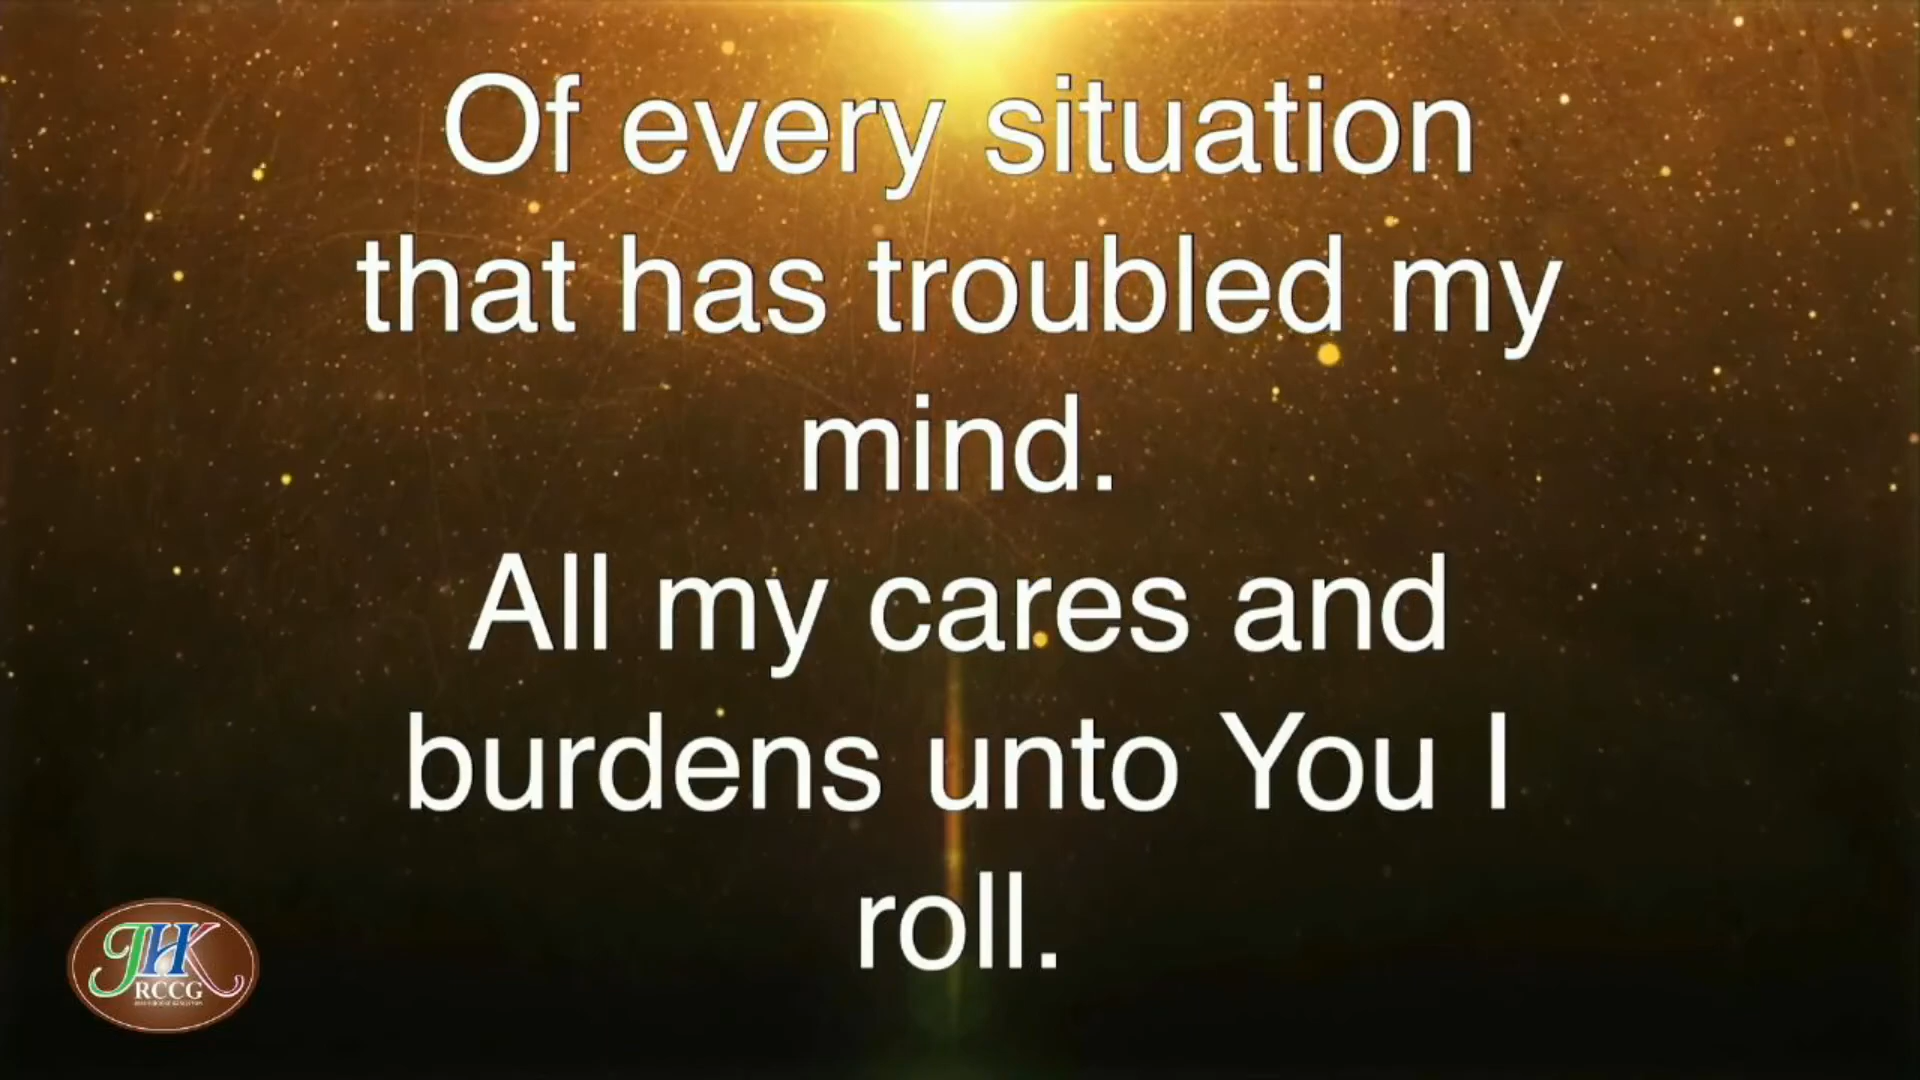 Of every situation
that has troubled my
mind.
All my cares and
burdens unto You I
roll.
JHK
RCCG